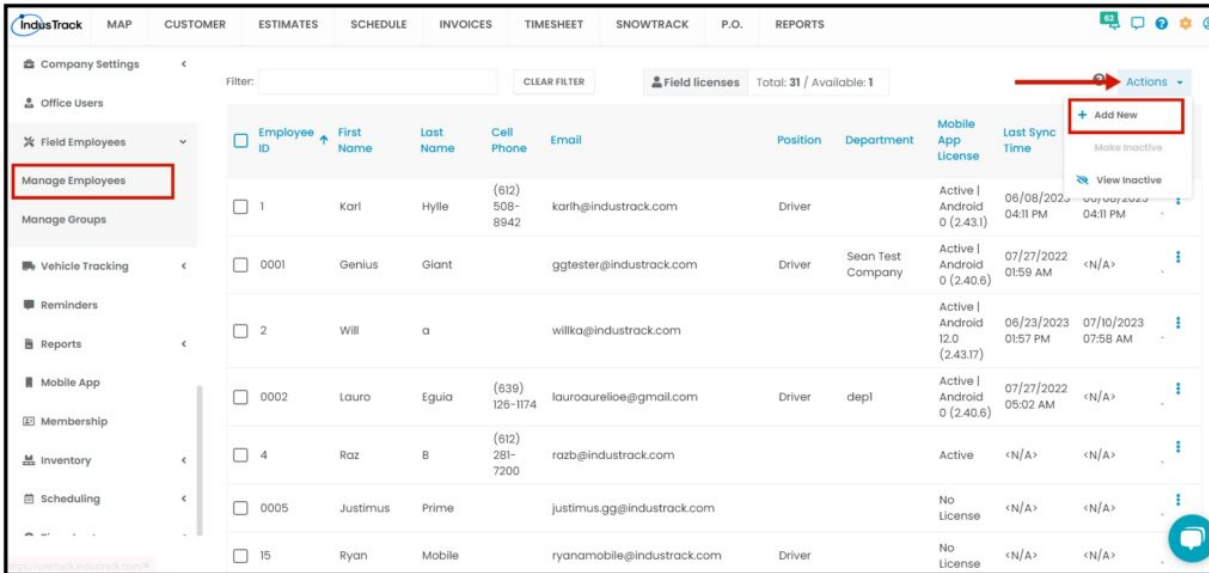 IndusTrack MAP CUSTOMER ESTIMATES SCHEDULE INVOICES TIMESHEET SNOWTRACK P.O. REPORTS 62
Company Settings
Office Users
Field Employees
Manage Employees
Manage Groups
Vehicle Tracking
Reminders
Reports
Mobile App
Membership
Inventory
Scheduling
Filter: CLEAR FILTER Field licenses Total: 31 / Available: 1 Actions
+ Add New
Make Inactive
View Inactive
Employee ID First Name Last Name Cell Phone Email Position Department Mobile App License Last Sync Time
1 Karl Hylle (612) 508-8942 karlh@industrack.com Driver Active | Android 0 (2.43.1) 06/08/2023 04:11 PM 06/08/2023 04:11 PM
0001 Genius Giant ggtester@industrack.com Driver Sean Test Company Active | Android 0 (2.40.6) 07/27/2022 01:59 AM <N/A>
2 Will a willka@industrack.com Active | Android 12.0 (2.43.17) 06/23/2023 01:57 PM 07/10/2023 07:58 AM
0002 Lauro Eguia (639) 126-1174 lauroaurelioe@gmail.com Driver dep1 Active | Android 0 (2.40.6) 07/27/2022 05:02 AM <N/A>
4 Raz B (612) 281-7200 razb@industrack.com Active <N/A> <N/A>
0005 Justimus Prime justimus.gg@industrack.com No License <N/A> <N/A>
15 Ryan Mobile ryanamobile@industrack.com Driver No License <N/A> <N/A>